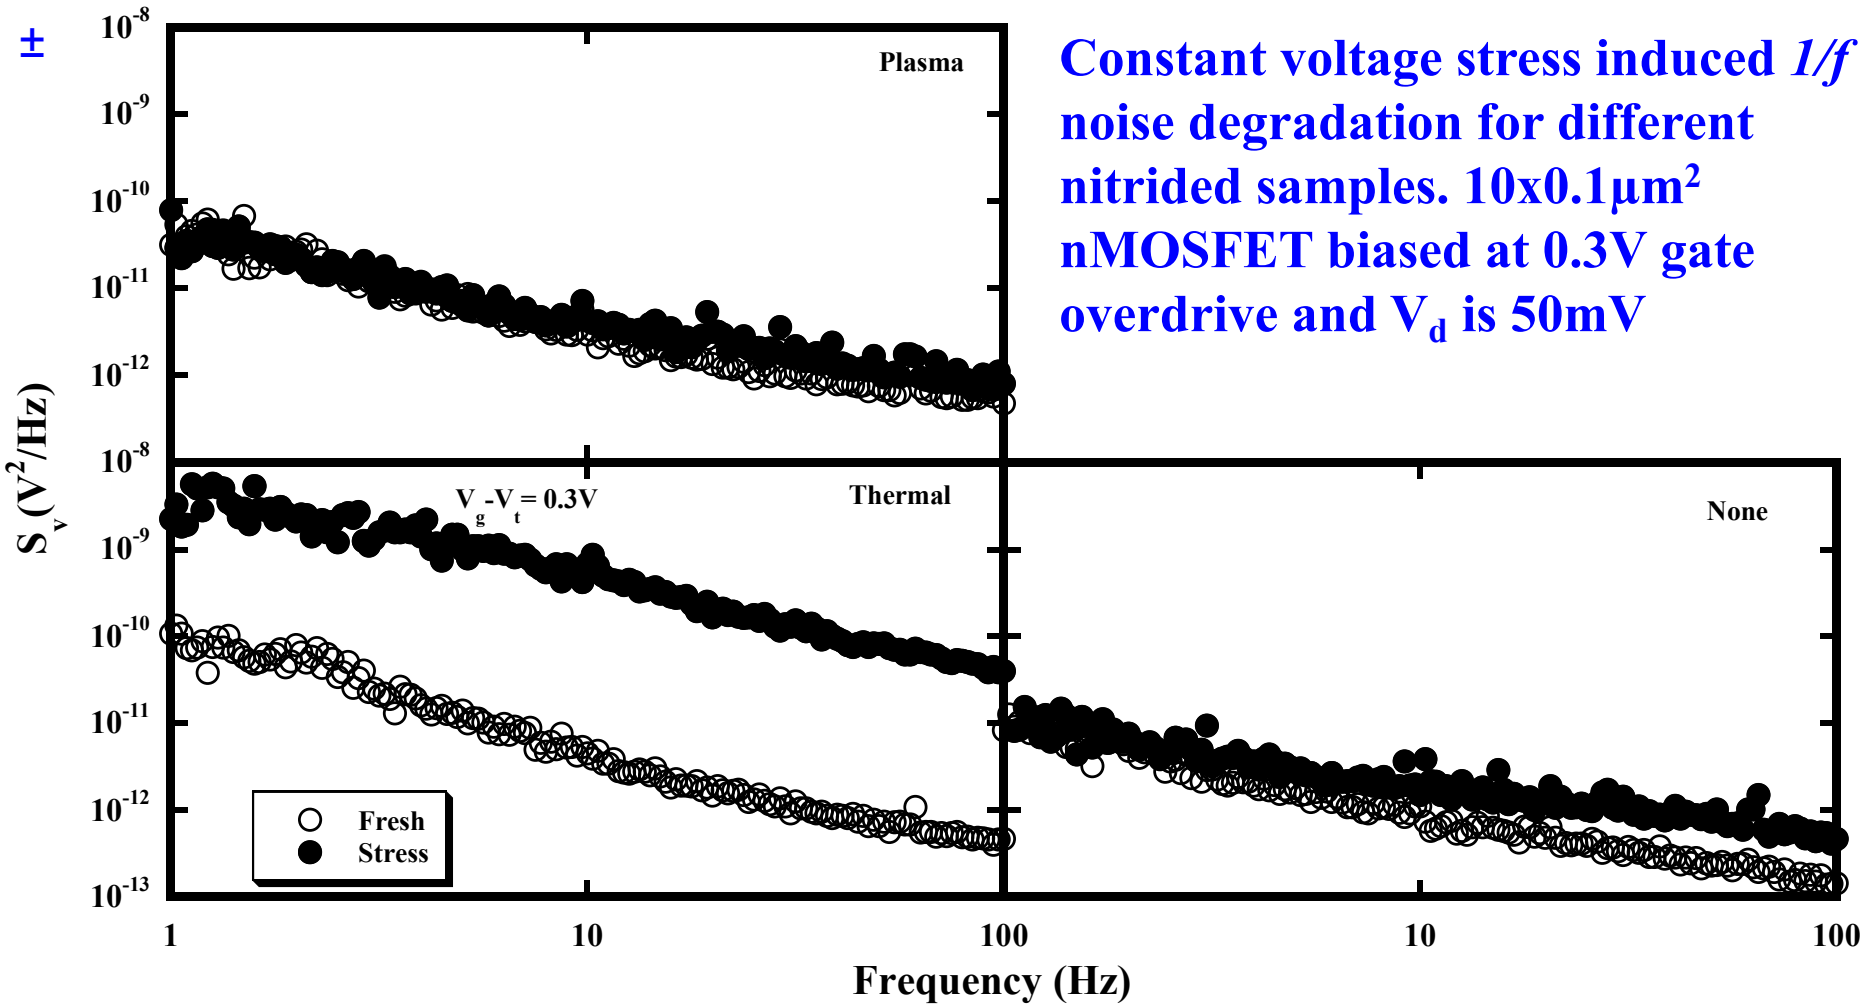 ±
Constant voltage stress induced 1/f
noise degradation for different
nitrided samples. 10x0.1µm²
nMOSFET biased at 0.3V gate
overdrive and Vd is 50mV
Plasma
10⁻⁸
10⁻⁹
10⁻¹⁰
10⁻¹¹
10⁻¹²
Sv (V²/Hz)
10⁻⁸
10⁻⁹
10⁻¹⁰
10⁻¹¹
10⁻¹²
10⁻¹³
Vg-Vt = 0.3V
Thermal
None
Fresh
Stress
1 10 100 10 100
Frequency (Hz)